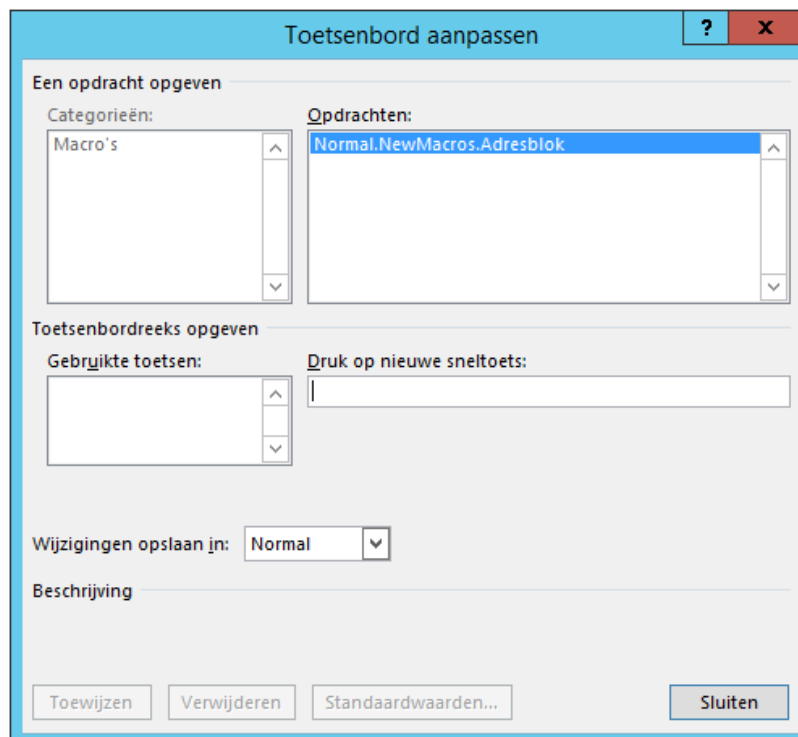 Toetsenbord aanpassen
?
x
Een opdracht opgeven
Categorieën:
Opdrachten:
Macro's
Normal.NewMacros.Adresblok
Toetsenbordreeks opgeven
Gebruikte toetsen:
Druk op nieuwe sneltoets:
Wijzigingen opslaan in:
Normal
Beschrijving
Toewijzen
Verwijderen
Standaardwaarden...
Sluiten